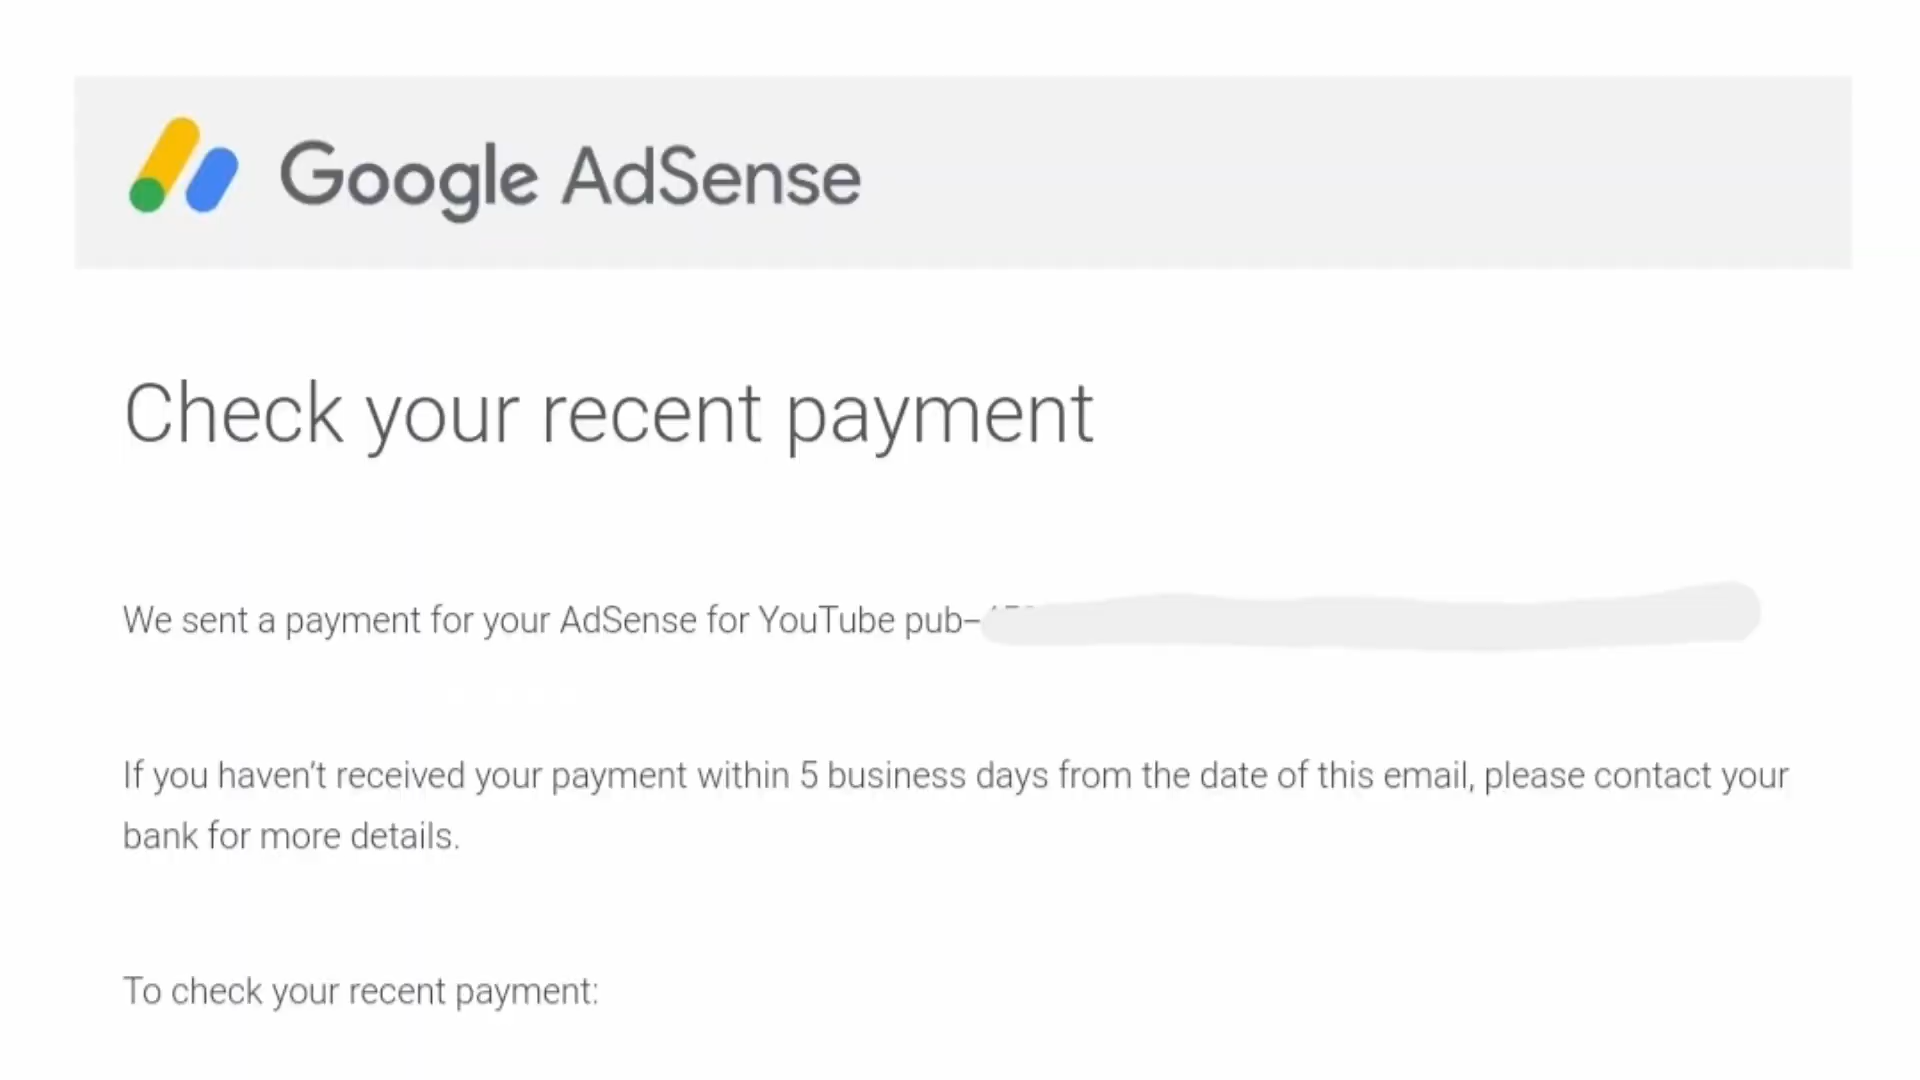 Google AdSense
Check your recent payment
We sent a payment for your AdSense for YouTube pub–
If you haven’t received your payment within 5 business days from the date of this email, please contact your
bank for more details.
To check your recent payment: